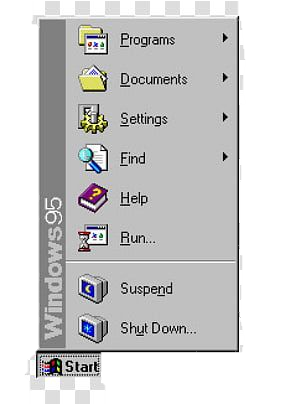 Programs
Documents
Settings
Find
Help
Run...
Suspend
Shut Down...
Windows95
Start